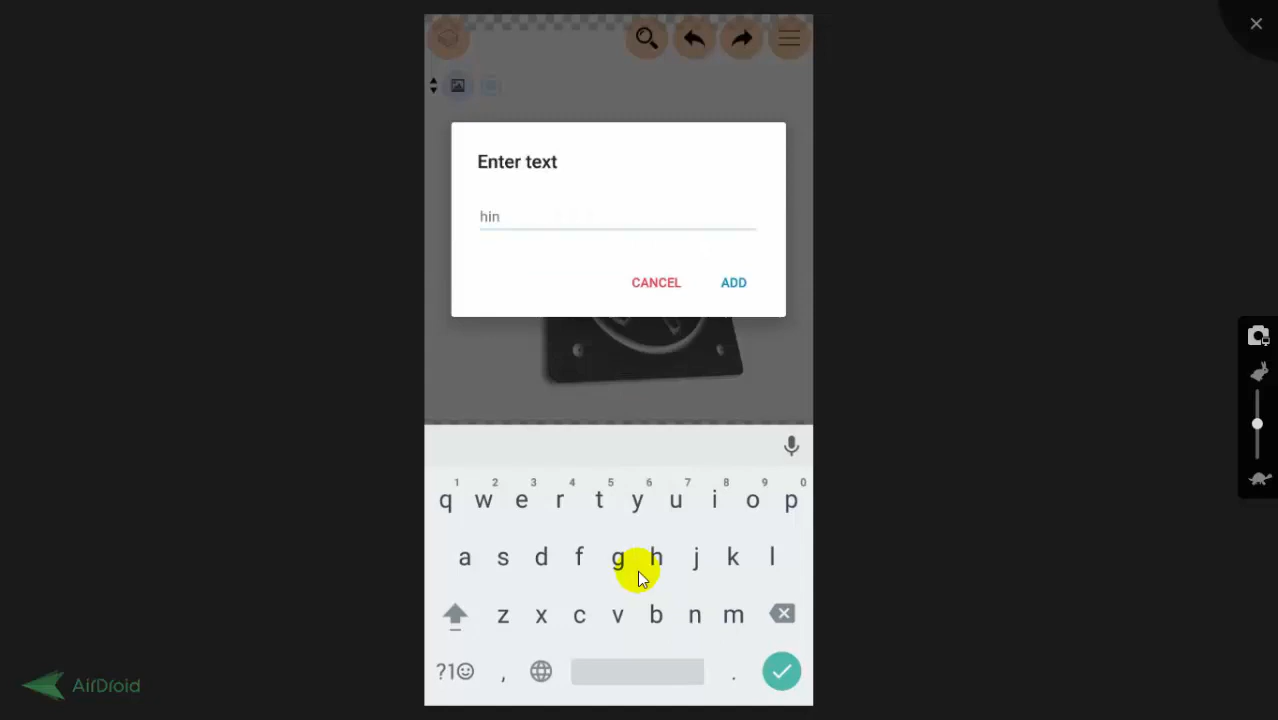 Enter text
hin
CANCEL ADD
1 2 3 4 5 6 7 8 9 0
q w e r t y u i o p
a s d f g h j k l
z x c v b n m
?1☺ , .
AirDroid